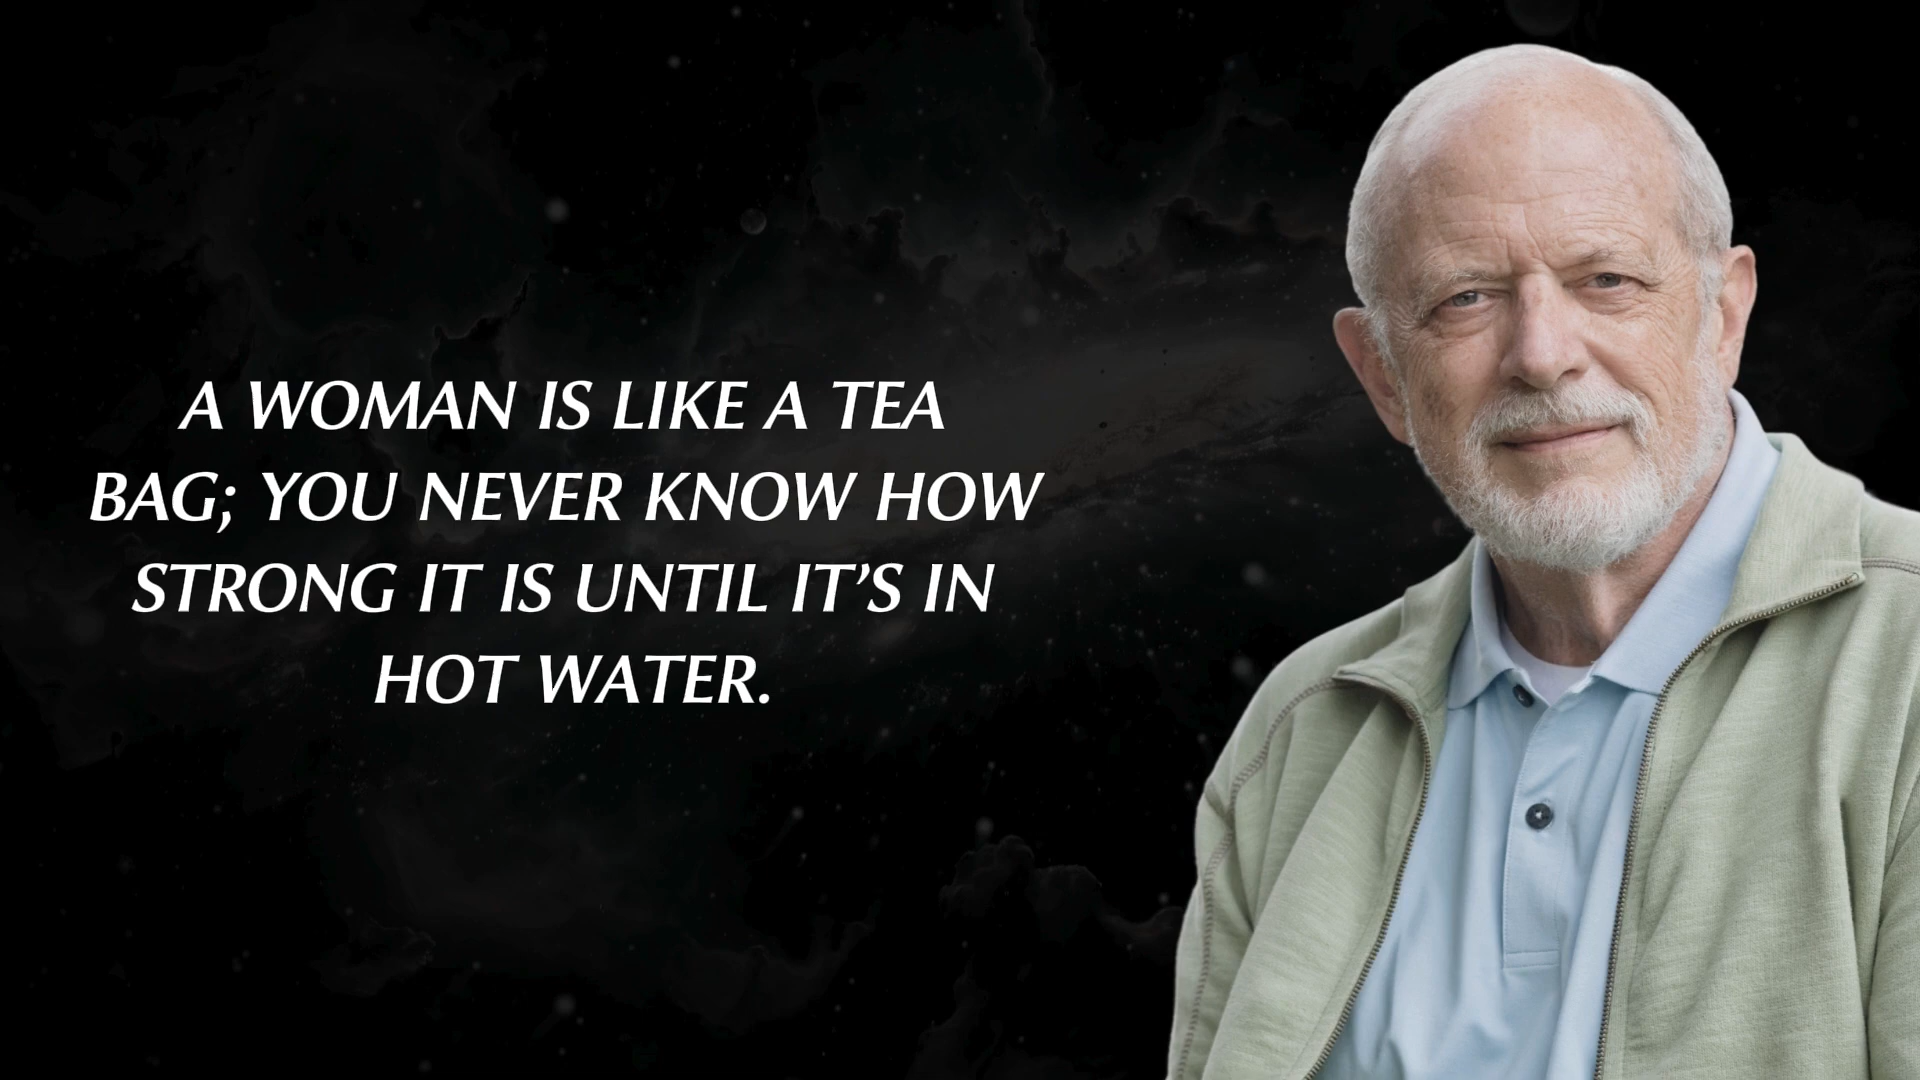 A WOMAN IS LIKE A TEA
BAG; YOU NEVER KNOW HOW
STRONG IT IS UNTIL IT’S IN
HOT WATER.